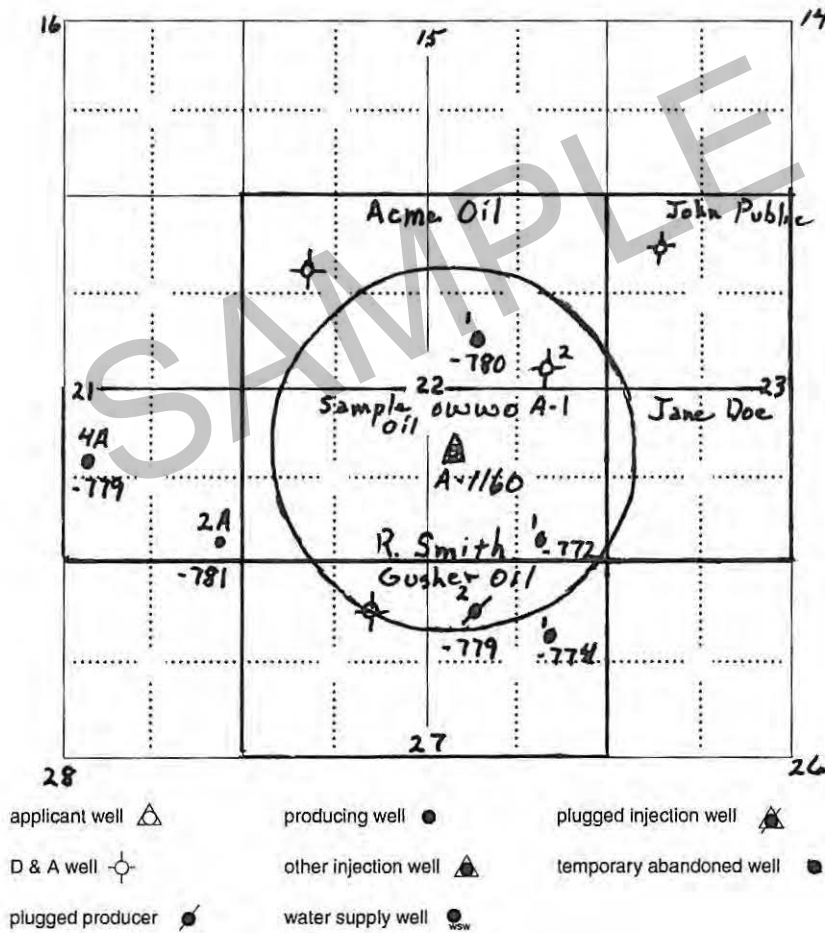 16 15 14
SAMPLE
Acme Oil John Public
1
-780
2
21 22 23
Sample OWWO A-1 Jane Doe
Oil
4A
-779
A-1160
2A
-781
R. Smith
1
-772
Gusher Oil
2
-779
1
-774
27
28 26
applicant well producing well plugged injection well
D & A well other injection well temporary abandoned well
plugged producer water supply well wsw